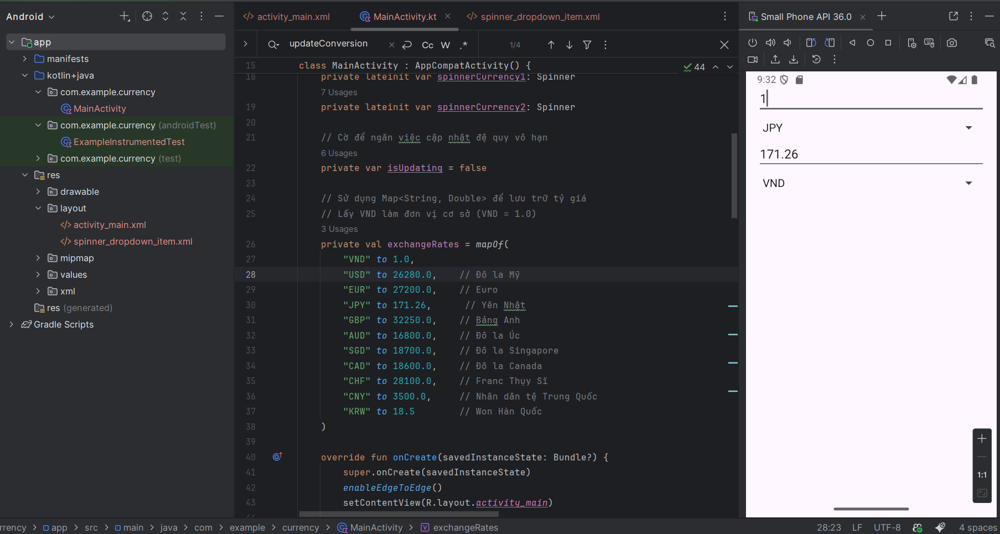 Android
app
manifests
kotlin+java
com.example.currency
MainActivity
com.example.currency (androidTest)
ExampleInstrumentedTest
com.example.currency (test)
res
drawable
layout
activity_main.xml
spinner_dropdown_item.xml
mipmap
values
xml
res (generated)
Gradle Scripts
activity_main.xml
MainActivity.kt
spinner_dropdown_item.xml
updateConversion
Cc W .*
1/4
15 class MainActivity : AppCompatActivity() {
44
18 private lateinit var spinnerCurrency1: Spinner
7 Usages
19 private lateinit var spinnerCurrency2: Spinner
20
21 // Cờ để ngăn việc cập nhật đệ quy vô hạn
6 Usages
22 private var isUpdating = false
23
24 // Sử dụng Map<String, Double> để lưu trữ tỷ giá
25 // Lấy VND làm đơn vị cơ sở (VND = 1.0)
3 Usages
26 private val exchangeRates = mapOf(
27 "VND" to 1.0,
28 "USD" to 26280.0, // Đô la Mỹ
29 "EUR" to 27200.0, // Euro
30 "JPY" to 171.26, // Yên Nhật
31 "GBP" to 32250.0, // Bảng Anh
32 "AUD" to 16800.0, // Đô la Úc
33 "SGD" to 18700.0, // Đô la Singapore
34 "CAD" to 18600.0, // Đô la Canada
35 "CHF" to 28100.0, // Franc Thụy Sĩ
36 "CNY" to 3500.0, // Nhân dân tệ Trung Quốc
37 "KRW" to 18.5 // Won Hàn Quốc
38 )
39
40 override fun onCreate(savedInstanceState: Bundle?) {
41 super.onCreate(savedInstanceState)
42 enableEdgeToEdge()
43 setContentView(R.layout.activity_main)
Small Phone API 36.0
9:32
1
JPY
171.26
VND
1:1
rrency > app > src > main > java > com > example > currency > MainActivity > exchangeRates
28:23 LF UTF-8 4 spaces